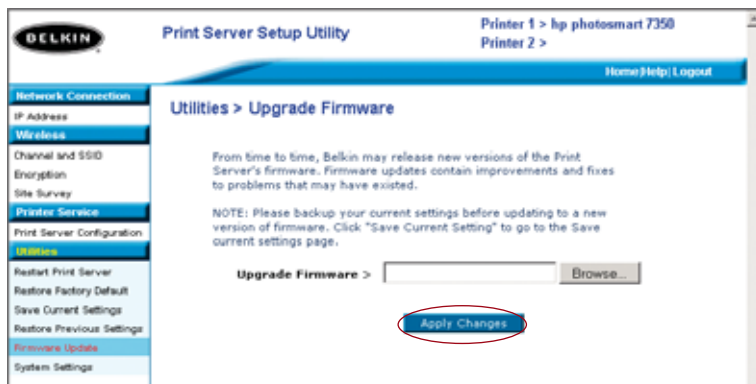 BELKIN
Print Server Setup Utility
Printer 1 > hp photosmart 7350
Printer 2 >
Home|Help|Logout
Network Connection
IP Address
Wireless
Channel and SSID
Encryption
Site Survey
Printer Service
Print Server Configuration
Utilities
Restart Print Server
Restore Factory Default
Save Current Settings
Restore Previous Settings
Firmware Update
System Settings
Utilities > Upgrade Firmware
From time to time, Belkin may release new versions of the Print
Server's firmware. Firmware updates contain improvements and fixes
to problems that may have existed.
NOTE: Please backup your current settings before updating to a new
version of firmware. Click "Save Current Setting" to go to the Save
current settings page.
Upgrade Firmware >
Browse...
Apply Changes